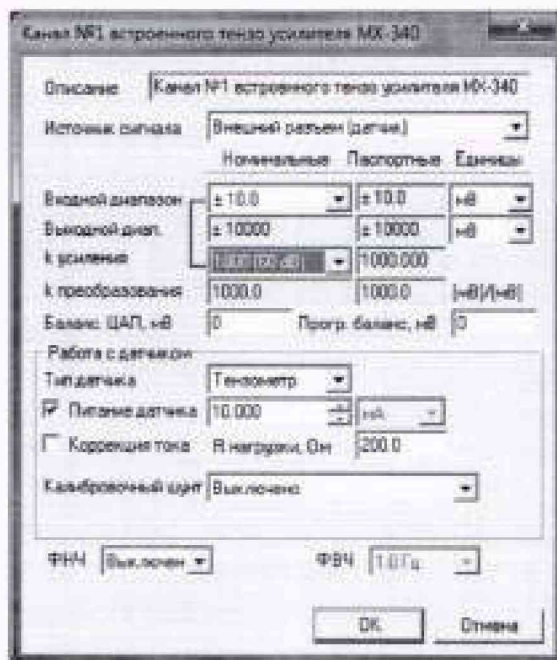 Канал №1 встроенного тензо усилителя MX-340
Описание Канал №1 встроенного тензо усилителя MX-340
Источник сигнала Внешний разъем (датчик)
Номинальные Паспортные Единицы
Входной диапазон ± 10.0 ± 10.0 мВ
Выходной диап. ± 10000 ± 10000 мВ
k усиления 1000.000
k преобразования 1000.0 1000.0 [мВ]/[мВ]
Баланс. ЦАП, мВ 0 Прогр. баланс, мВ 0
Работа с датчиком
Тип датчика Тензометр
Питание датчика 10.000 мА
Коррекция тока R нагрузки, Ом 200.0
Калибровочный шунт Выключено
ФНЧ Выключен ФВЧ 1.0 Гц
OK Отмена